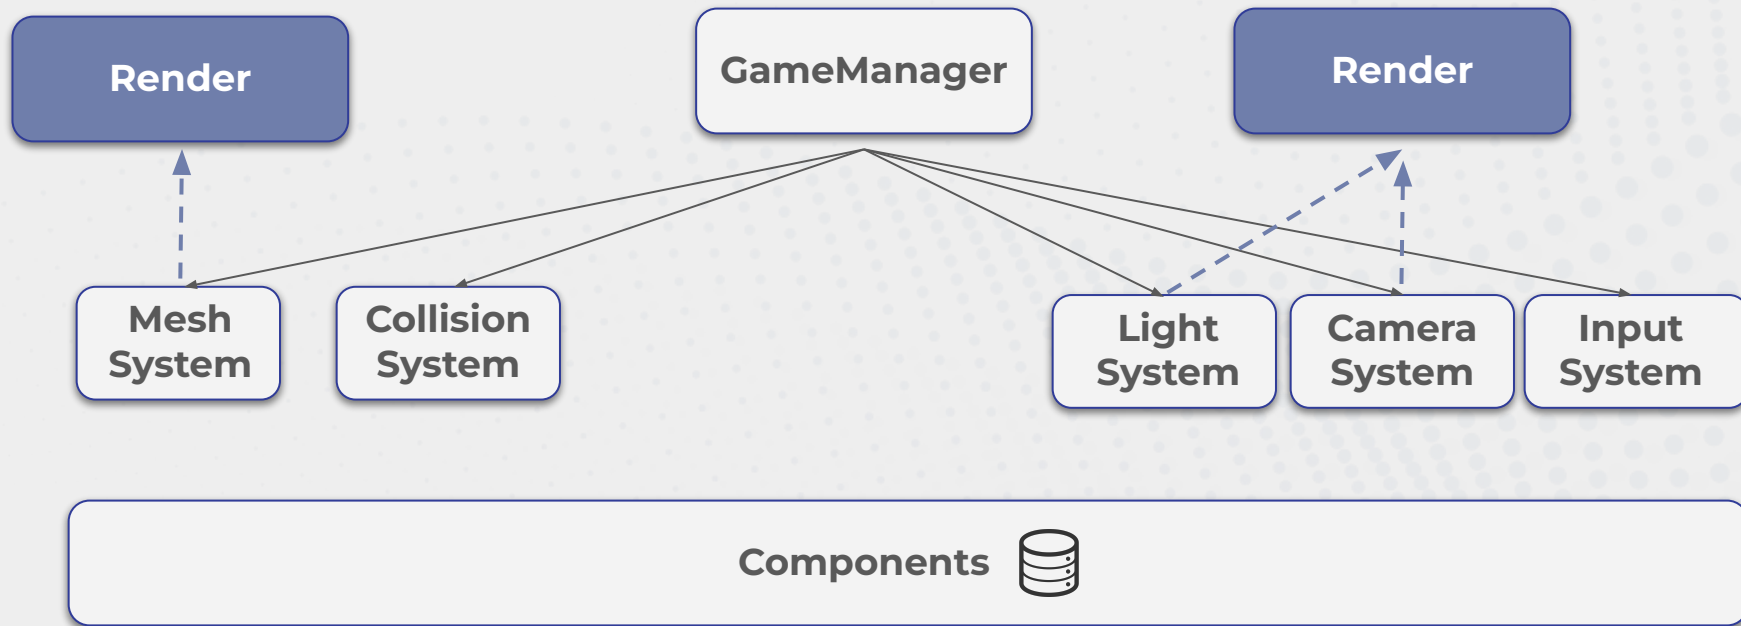 Render
GameManager
Render
Mesh
System
Collision
System
Light
System
Camera
System
Input
System
Components